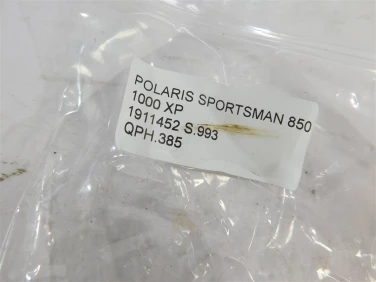 POLARIS SPORTSMAN 850
1000 XP
1911452 S.993
QPH.385